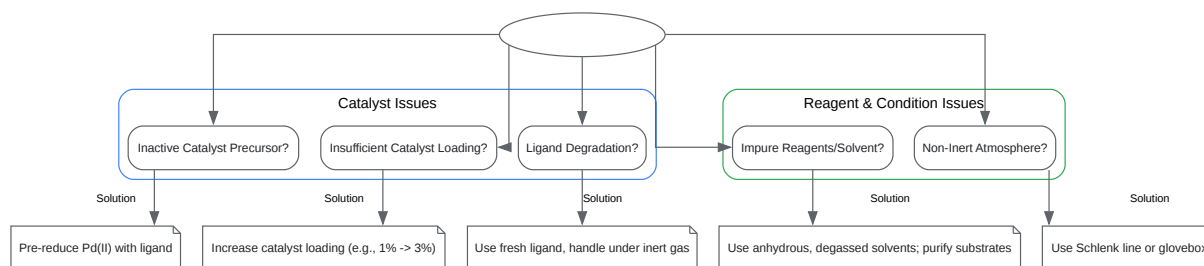 Catalyst Issues
Reagent & Condition Issues
Inactive Catalyst Precursor?
Insufficient Catalyst Loading?
Ligand Degradation?
Impure Reagents/Solvent?
Non-Inert Atmosphere?
Solution
Solution
Solution
Solution
Solution
Pre-reduce Pd(II) with ligand
Increase catalyst loading (e.g., 1% -> 3%)
Use fresh ligand, handle under inert gas
Use anhydrous, degassed solvents; purify substrates
Use Schlenk line or glovebox